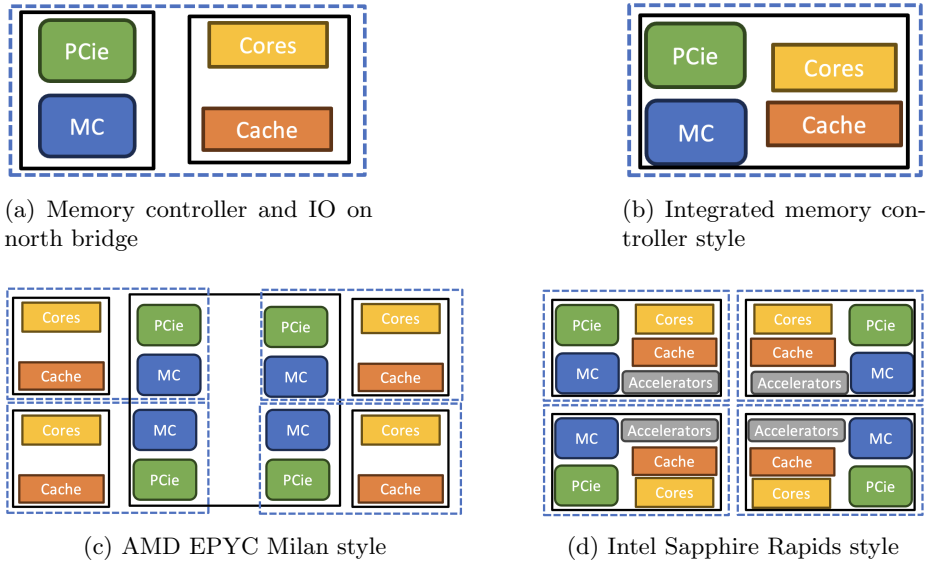 PCie
Cores
MC
Cache
PCie
Cores
MC
Cache
(a) Memory controller and IO on
north bridge
(b) Integrated memory con-
troller style
Cores
PCie
PCie
Cores
Cache
MC
MC
Cache
Cores
MC
MC
Cores
Cache
PCie
PCie
Cache
PCie
Cores
Cores
PCie
MC
Cache
Cache
MC
Accelerators
Accelerators
MC
Accelerators
Accelerators
MC
Cache
Cache
PCie
Cores
Cores
PCie
(c) AMD EPYC Milan style
(d) Intel Sapphire Rapids style